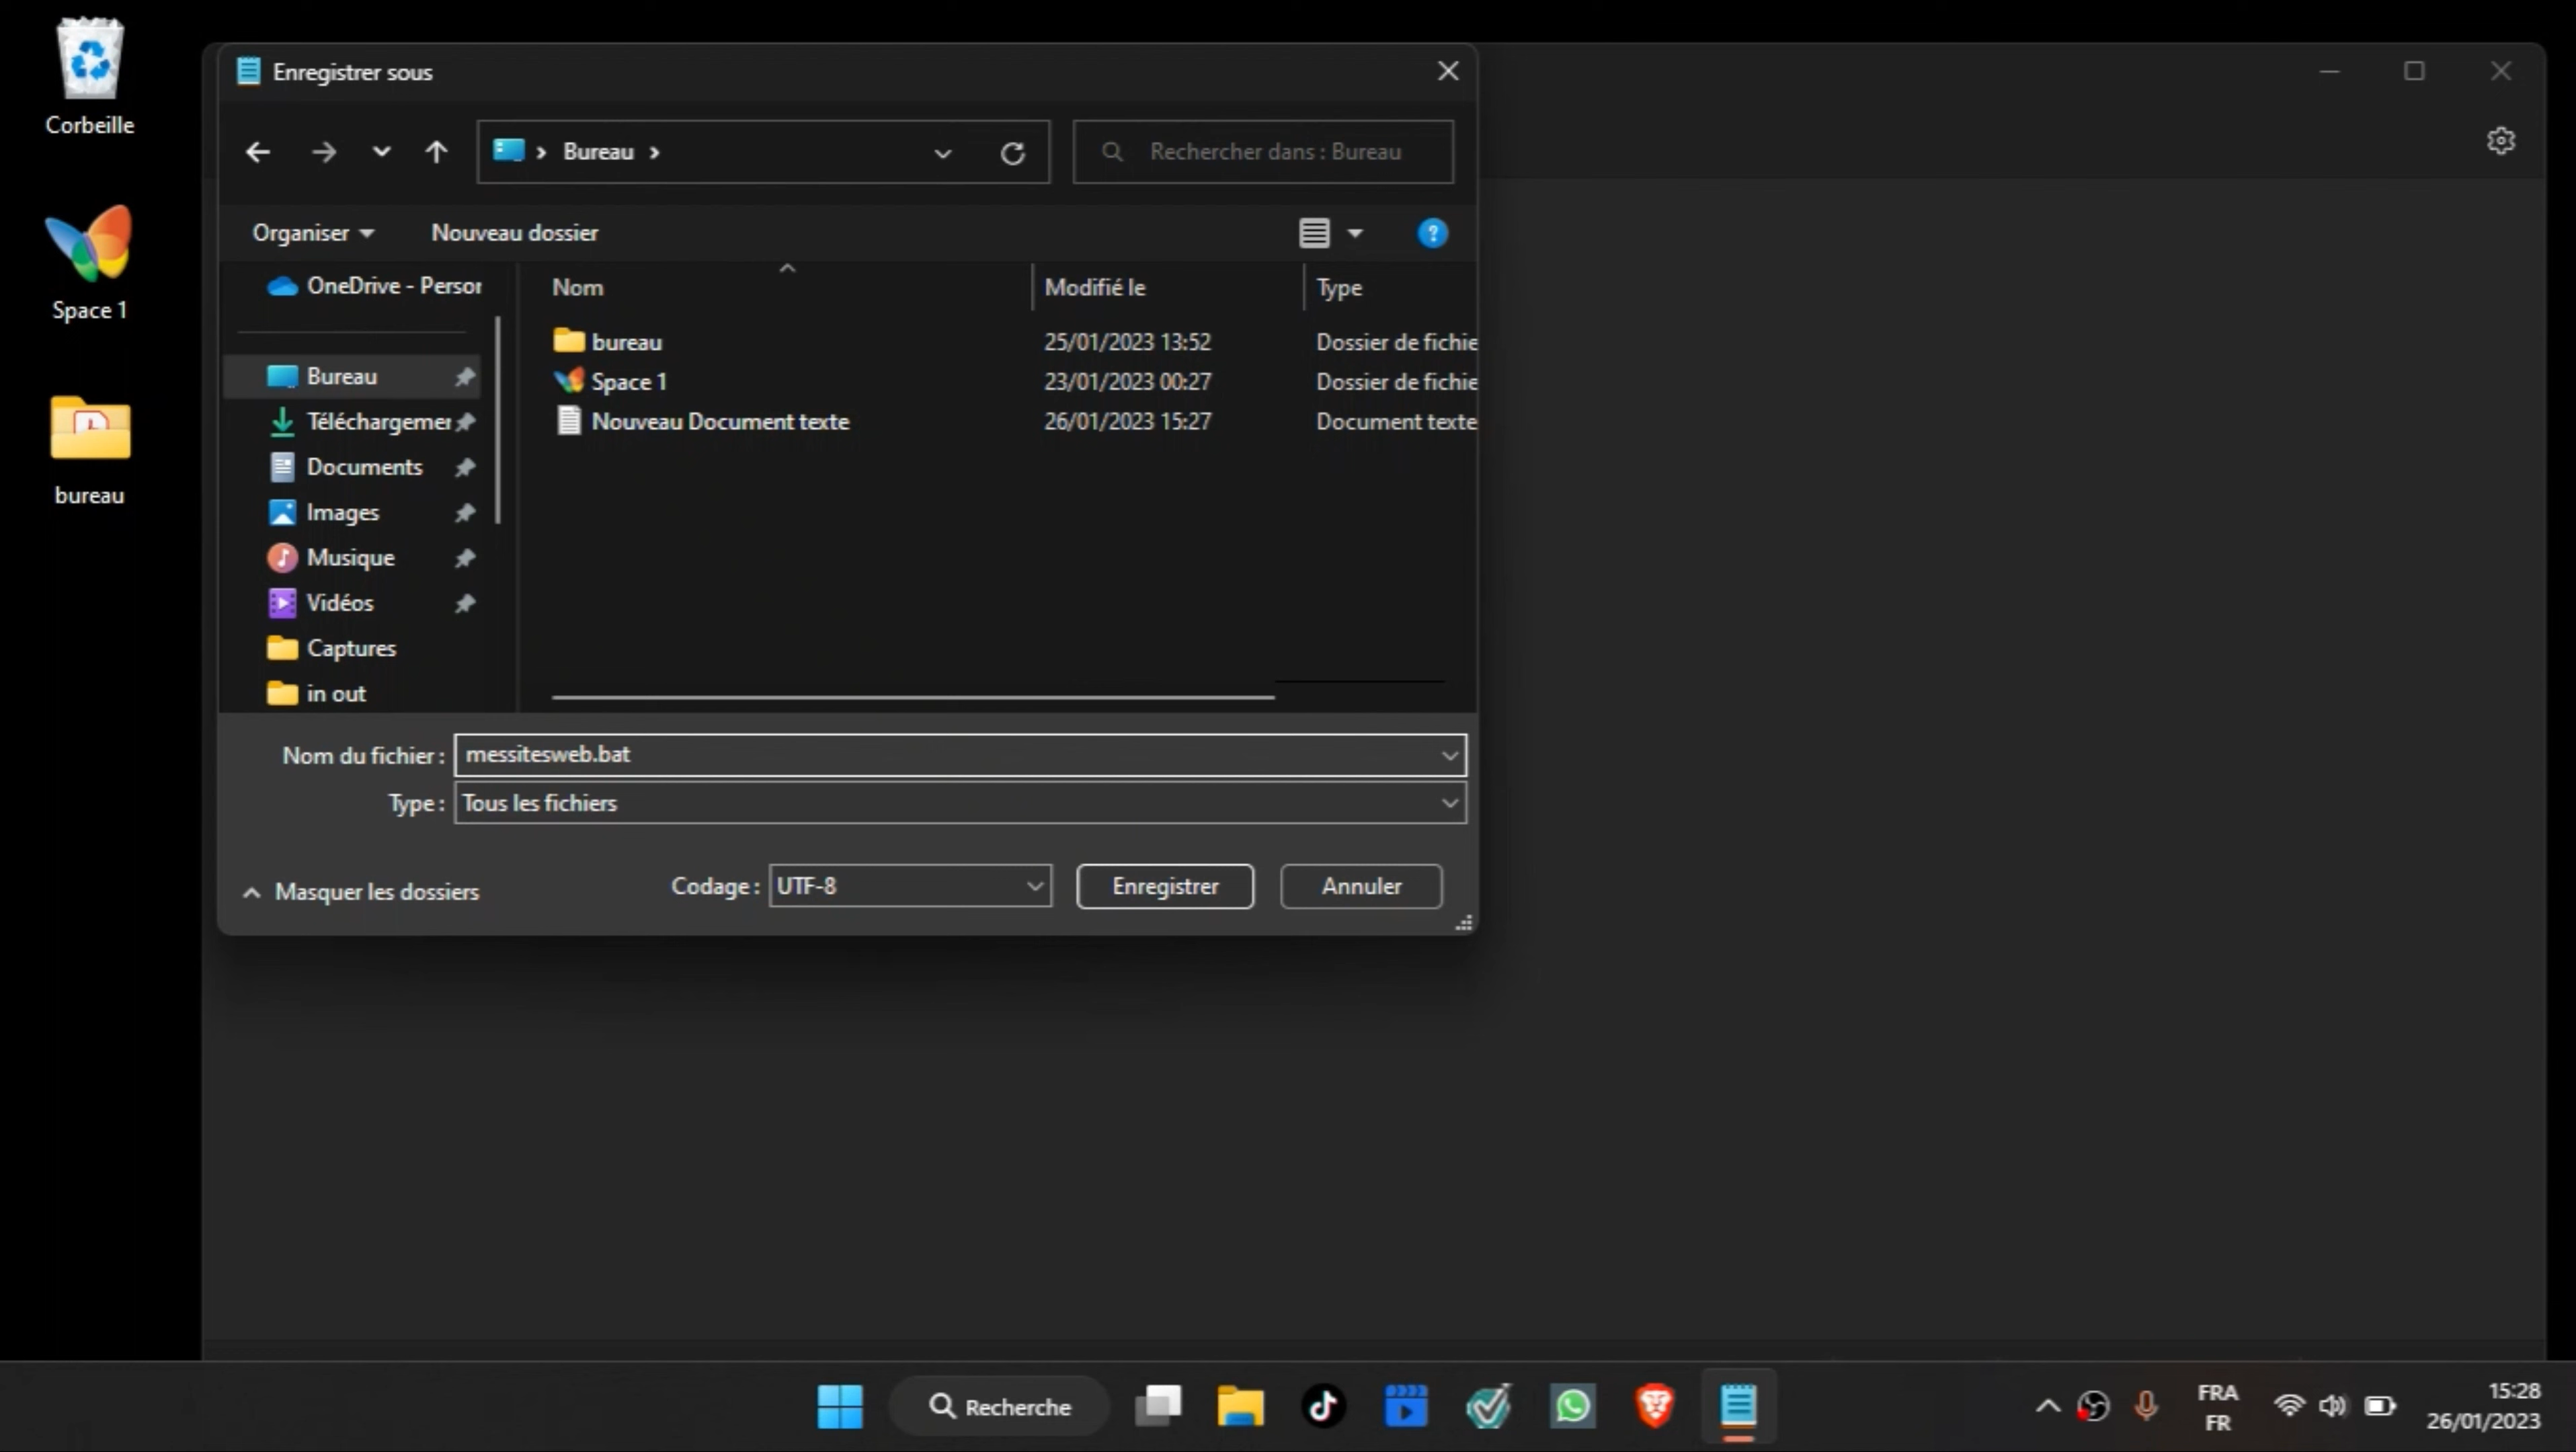 Corbeille
Space 1
bureau
Enregistrer sous
Bureau
Rechercher dans : Bureau
Organiser
Nouveau dossier
OneDrive - Person
Bureau
Téléchargemen
Documents
Images
Musique
Vidéos
Captures
in out
Nom Modifié le Type
bureau 25/01/2023 13:52 Dossier de fichie
Space 1 23/01/2023 00:27 Dossier de fichie
Nouveau Document texte 26/01/2023 15:27 Document texte
Nom du fichier : messitesweb.bat
Type : Tous les fichiers
Masquer les dossiers
Codage : UTF-8
Enregistrer
Annuler
Recherche
FRA
FR
15:28
26/01/2023